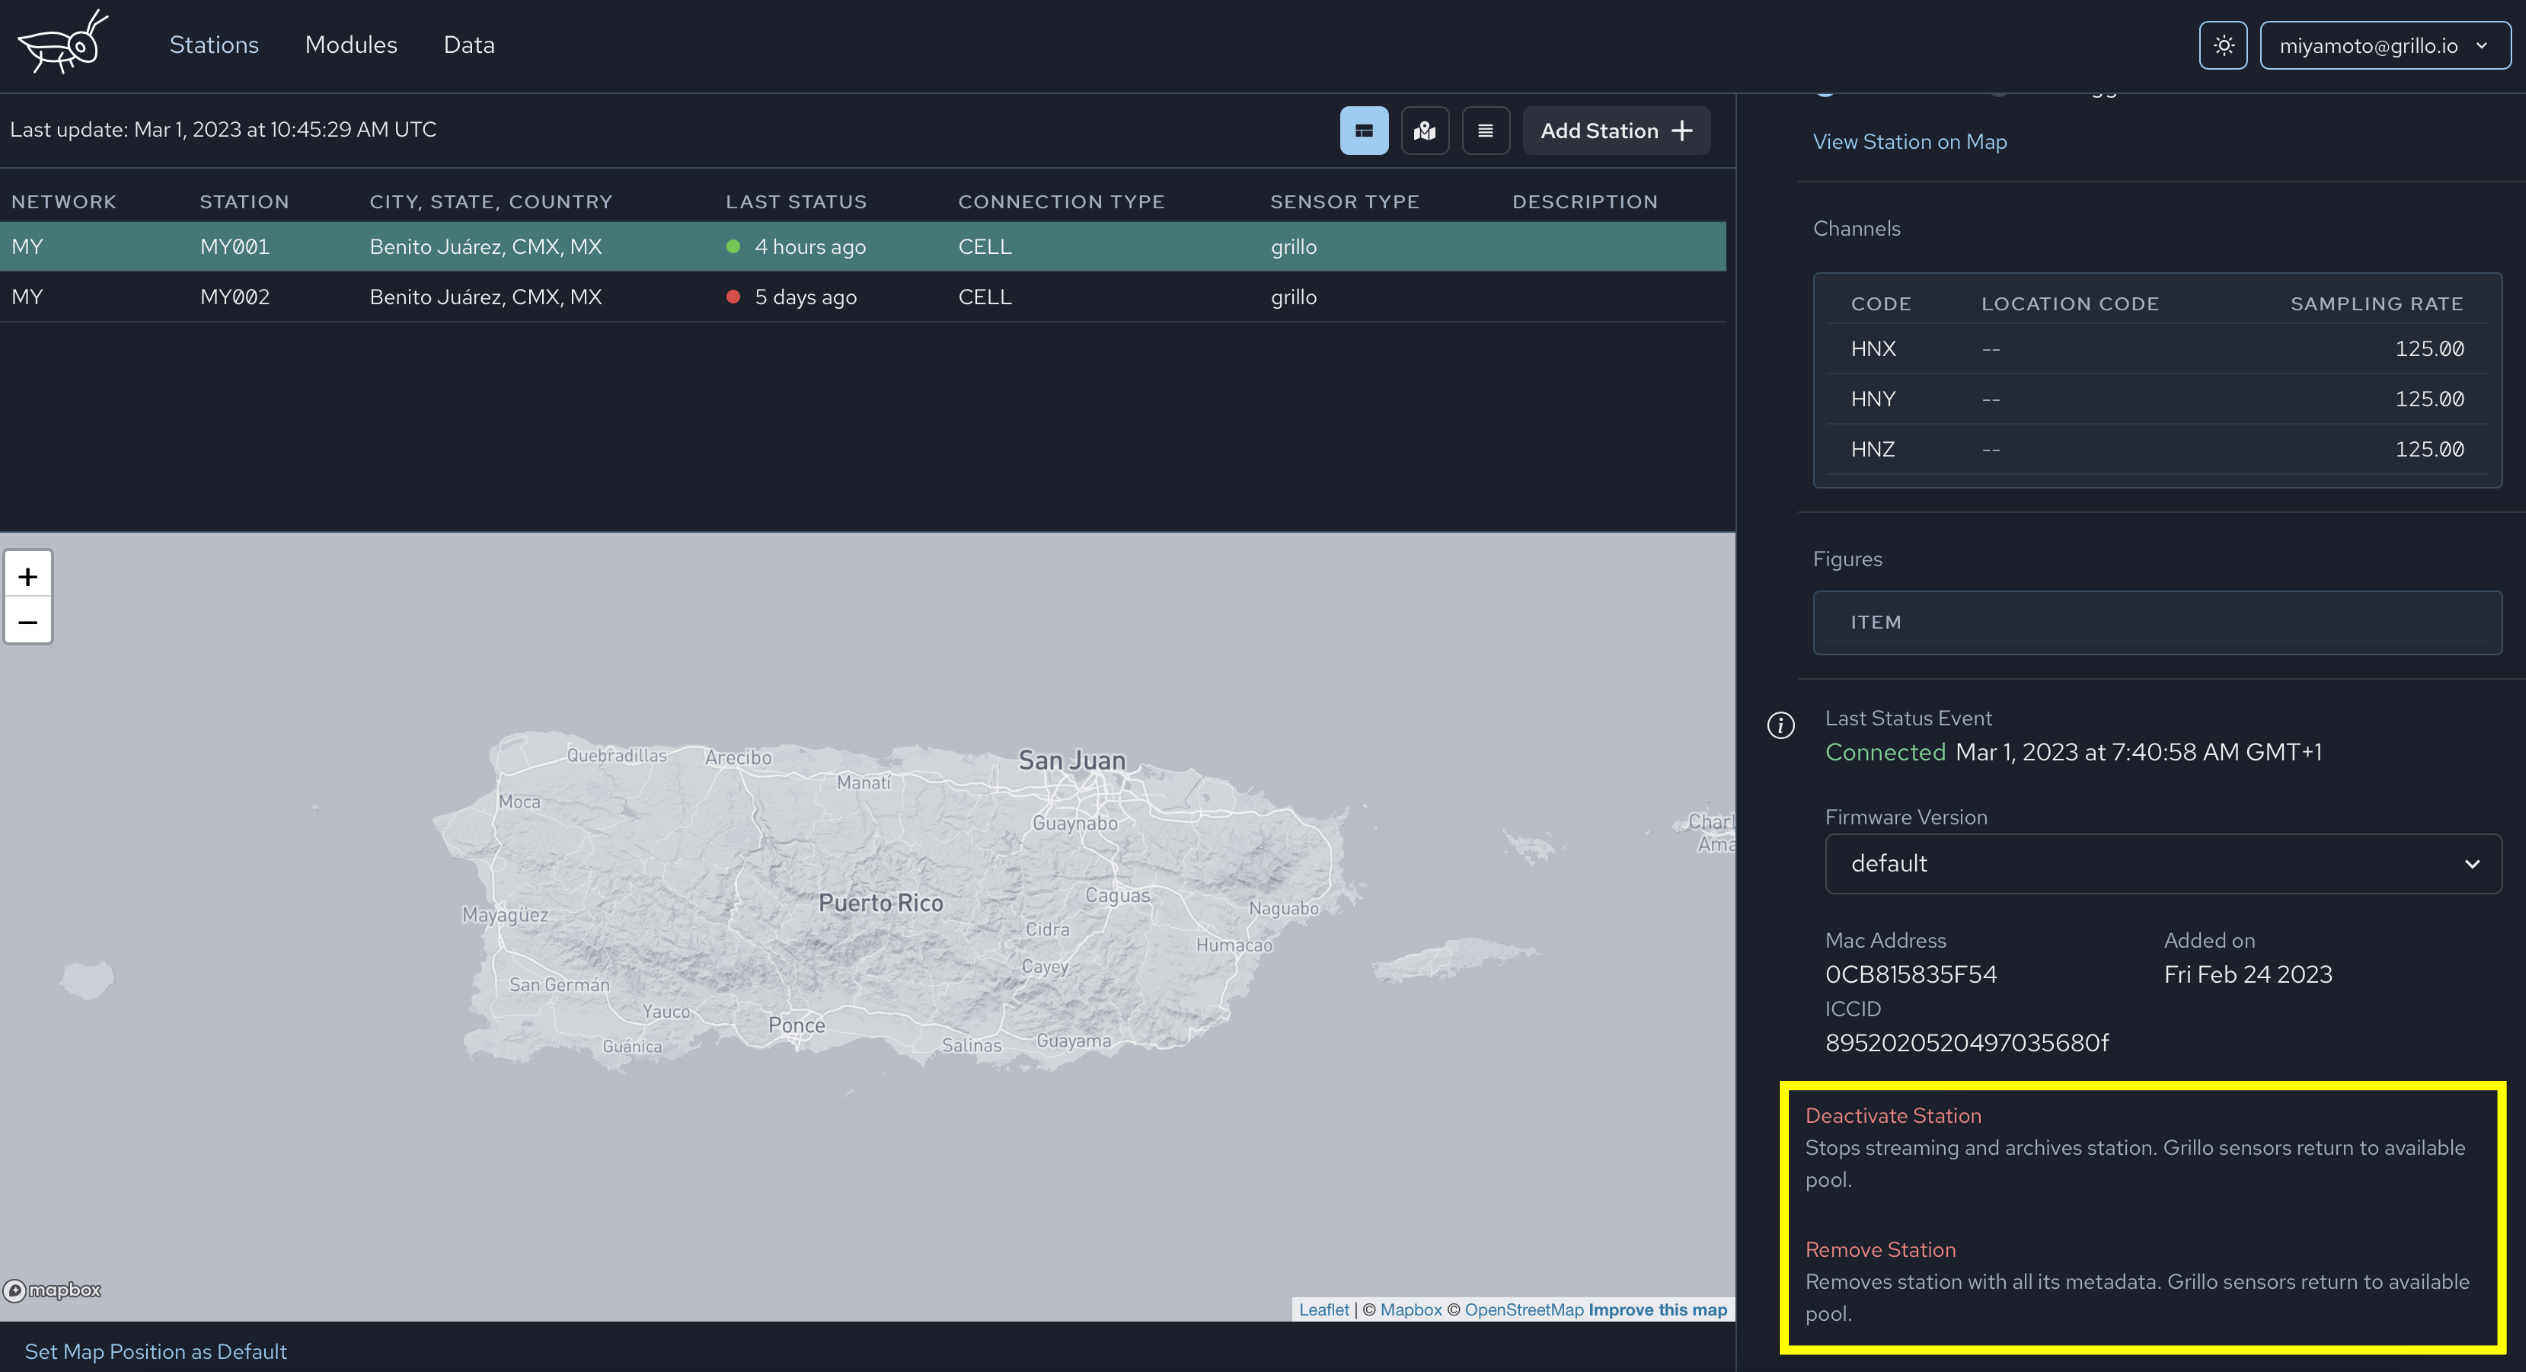 Stations Modules Data
miyamoto@grillo.io
Last update: Mar 1, 2023 at 10:45:29 AM UTC
Add Station
NETWORK STATION CITY, STATE, COUNTRY LAST STATUS CONNECTION TYPE SENSOR TYPE DESCRIPTION
MY MY001 Benito Juárez, CMX, MX 4 hours ago CELL grillo
MY MY002 Benito Juárez, CMX, MX 5 days ago CELL grillo
+
−
San Juan
Quebradillas
Arecibo
Manatí
Moca
Guaynabo
Puerto Rico
Caguas
Mayagüez
Naguabo
Cidra
Humacao
Cayey
San Germán
Yauco
Ponce
Guánica
Salinas
Guayama
mapbox
Leaflet | © Mapbox © OpenStreetMap Improve this map
Set Map Position as Default
View Station on Map
Channels
CODE LOCATION CODE SAMPLING RATE
HNX -- 125.00
HNY -- 125.00
HNZ -- 125.00
Figures
ITEM
Last Status Event
Connected Mar 1, 2023 at 7:40:58 AM GMT+1
Firmware Version
default
Mac Address Added on
0CB815835F54 Fri Feb 24 2023
ICCID
8952020520497035680f
Deactivate Station
Stops streaming and archives station. Grillo sensors return to available
pool.
Remove Station
Removes station with all its metadata. Grillo sensors return to available
pool.